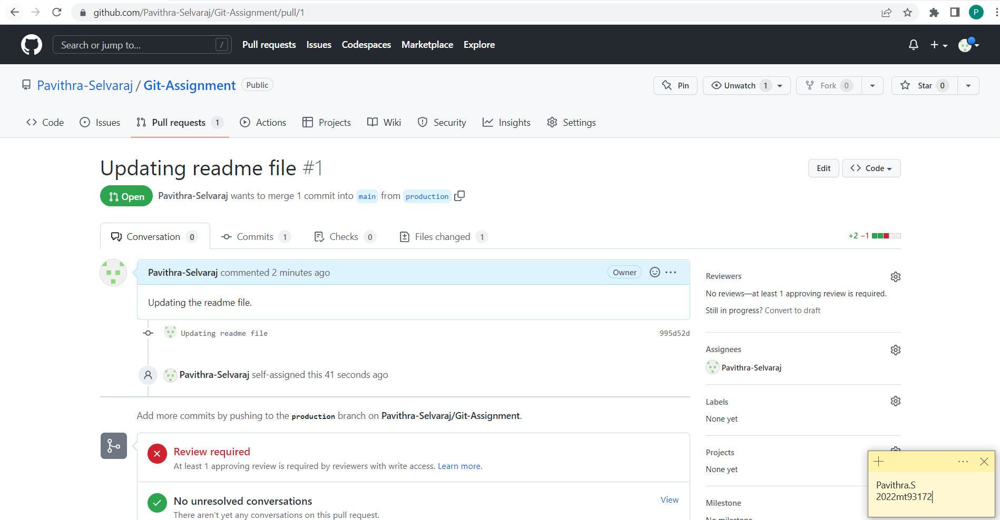 github.com/Pavithra-Selvaraj/Git-Assignment/pull/1
P
Search or jump to... /
Pull requests Issues Codespaces Marketplace Explore
Pavithra-Selvaraj / Git-Assignment Public
Pin Unwatch 1 Fork 0 Star 0
Code Issues Pull requests 1 Actions Projects Wiki Security Insights Settings
Updating readme file #1
Edit Code
Open Pavithra-Selvaraj wants to merge 1 commit into main from production
Conversation 0 Commits 1 Checks 0 Files changed 1
+2 −1
Pavithra-Selvaraj commented 2 minutes ago Owner
Updating the readme file.
Updating readme file 995d52d
Pavithra-Selvaraj self-assigned this 41 seconds ago
Add more commits by pushing to the production branch on Pavithra-Selvaraj/Git-Assignment.
Review required
At least 1 approving review is required by reviewers with write access. Learn more.
No unresolved conversations
View
There aren't yet any conversations on this pull request.
Reviewers
No reviews—at least 1 approving review is required.
Still in progress? Convert to draft
Assignees
Pavithra-Selvaraj
Labels
None yet
Projects
None yet
Milestone
No milestone
Pavithra.S
2022mt93172